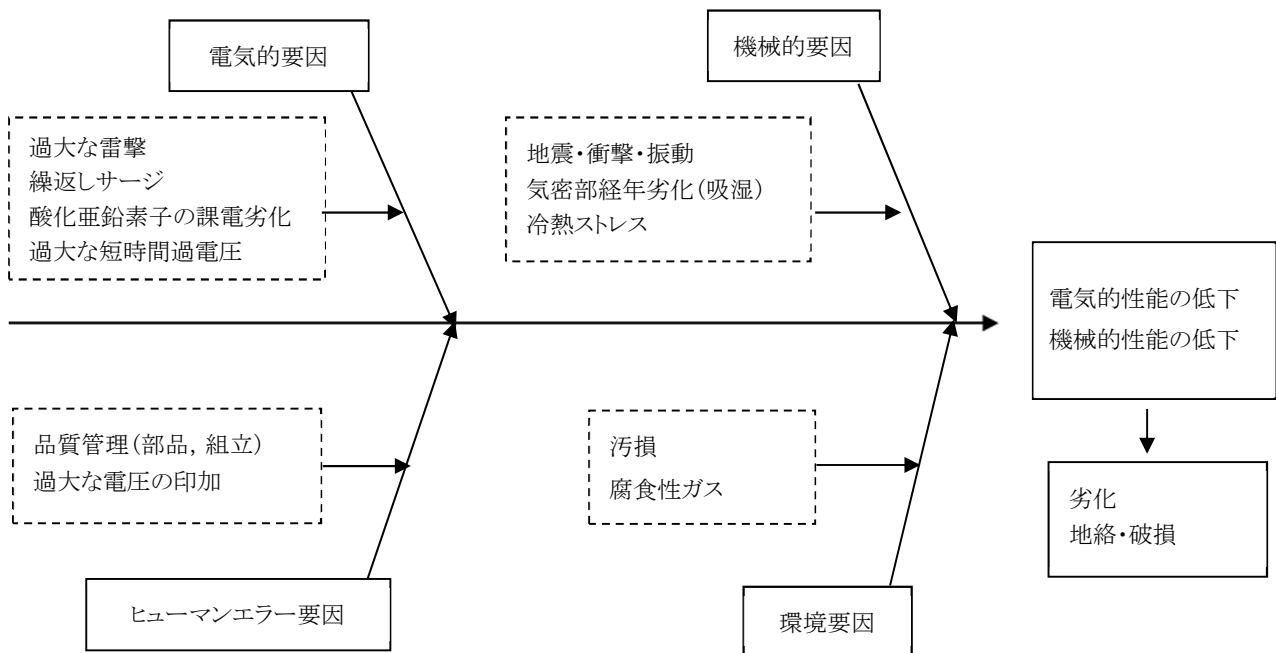 電気的要因
機械的要因
過大な雷撃
繰返しサージ
酸化亜鉛素子の課電劣化
過大な短時間過電圧
地震・衝撃・振動
気密部経年劣化(吸湿)
冷熱ストレス
電気的性能の低下
機械的性能の低下
品質管理(部品, 組立)
過大な電圧の印加
汚損
腐食性ガス
劣化
地絡・破損
ヒューマンエラー要因
環境要因